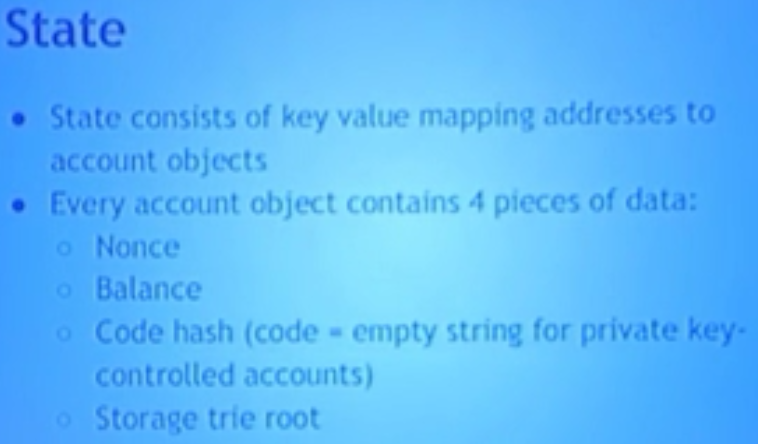 State
• State consists of key value mapping addresses to
account objects
• Every account object contains 4 pieces of data:
○ Nonce
○ Balance
○ Code hash (code = empty string for private key-
controlled accounts)
○ Storage trie root